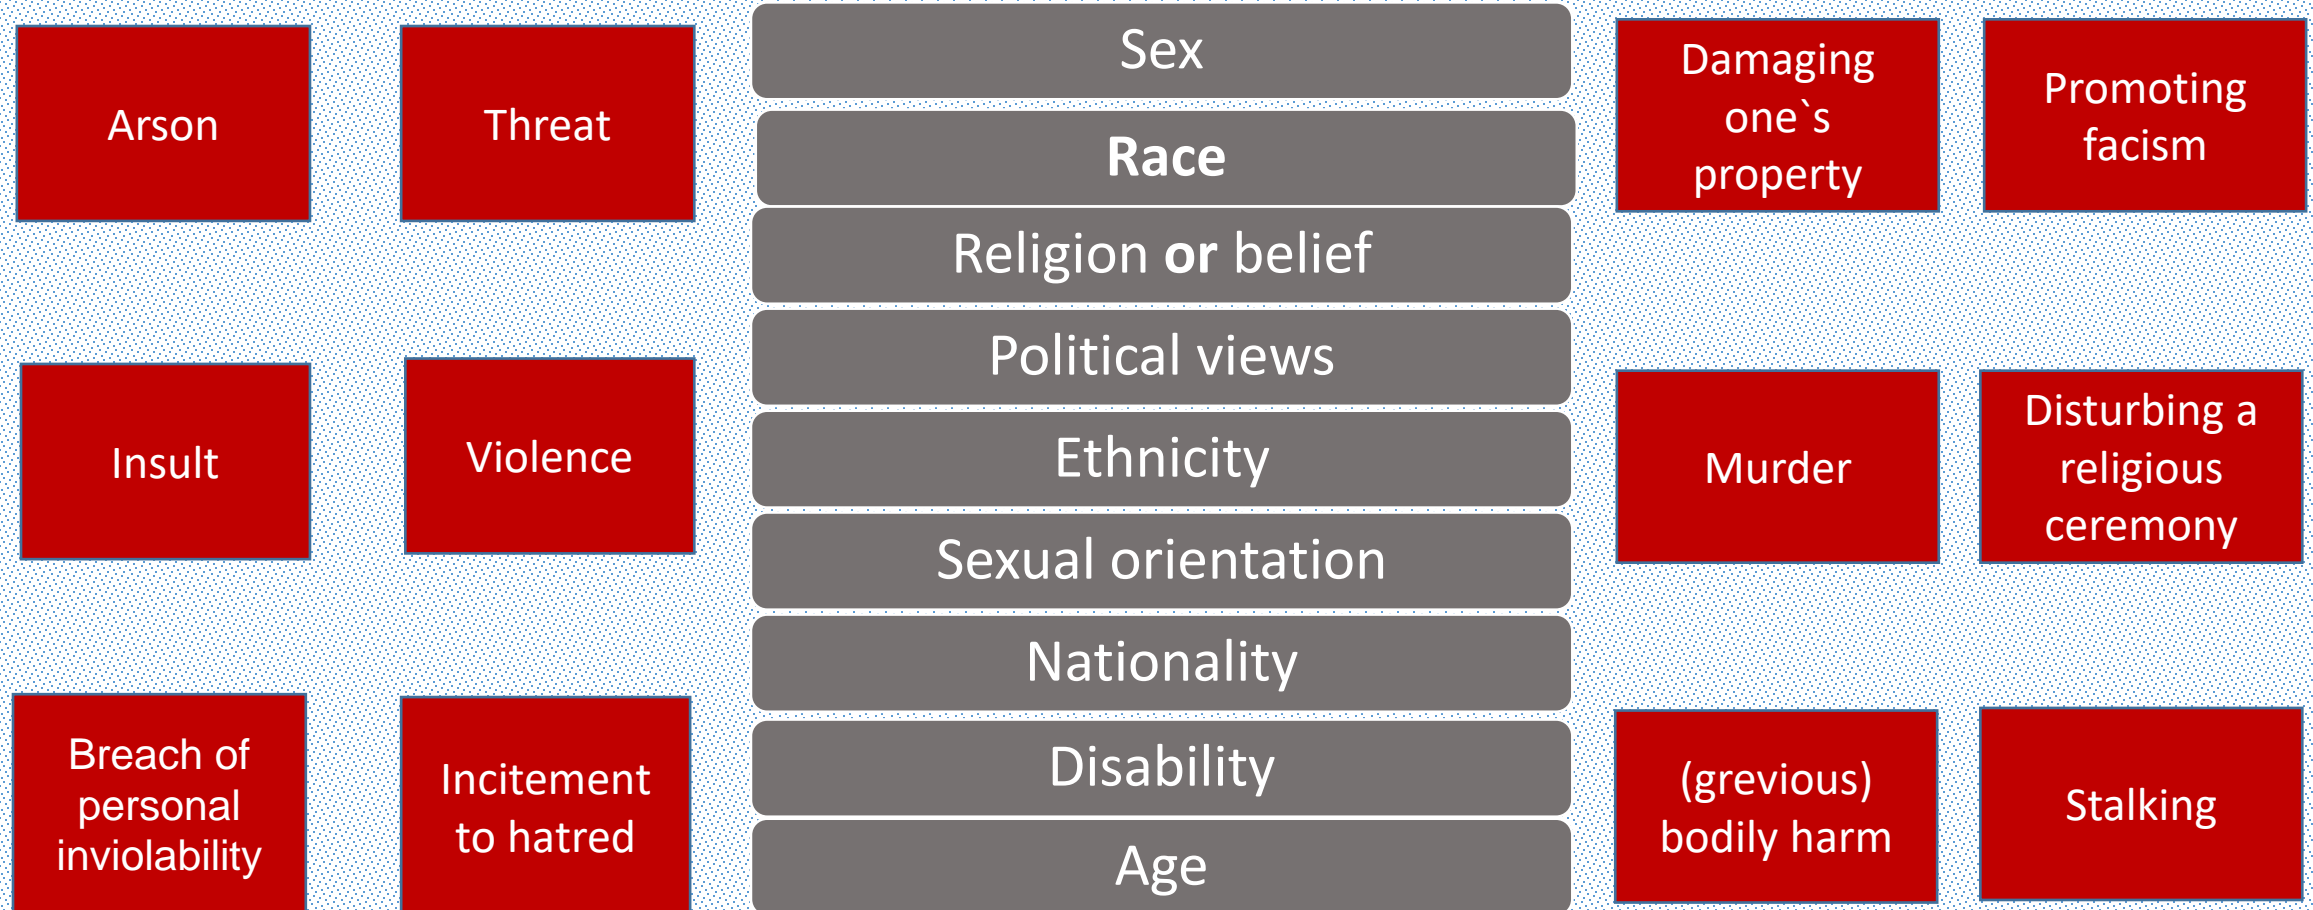 Arson
Threat
Insult
Violence
Breach of
personal
inviolability
Incitement
to hatred
Sex
Race
Religion or belief
Political views
Ethnicity
Sexual orientation
Nationality
Disability
Age
Damaging
one`s
property
Promoting
facism
Murder
Disturbing a
religious
ceremony
(grevious)
bodily harm
Stalking